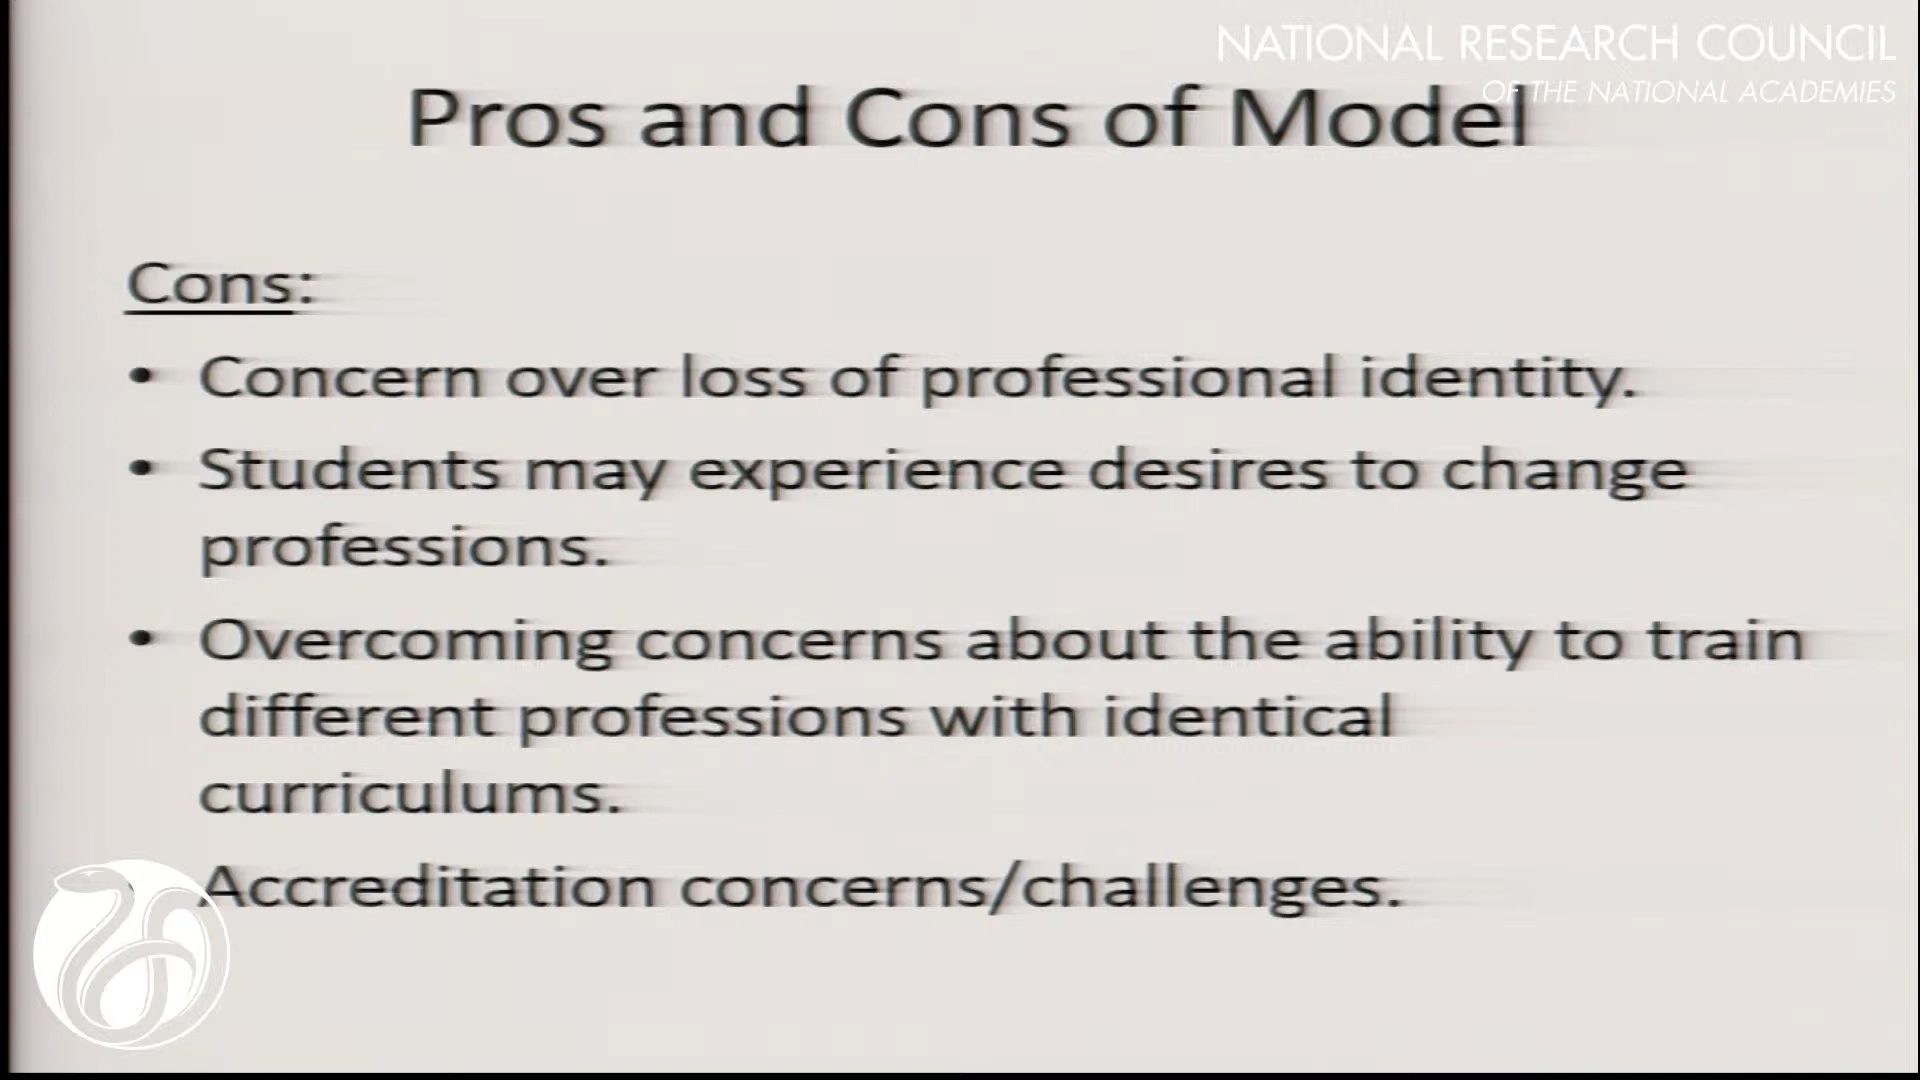 NATIONAL RESEARCH COUNCIL
OF THE NATIONAL ACADEMIES
Pros and Cons of Model
Cons:
• Concern over loss of professional identity.
• Students may experience desires to change
professions.
• Overcoming concerns about the ability to train
different professions with identical
curriculums.
Accreditation concerns/challenges.